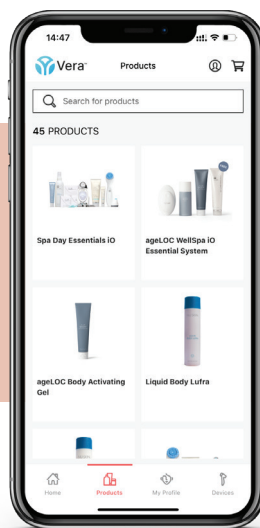 14:47
Vera
Products
Search for products
45 PRODUCTS
Spa Day Essentials iO
ageLOC WellSpa iO
Essential System
ageLOC Body Activating
Gel
Liquid Body Lufra
Home
Products
My Profile
Devices